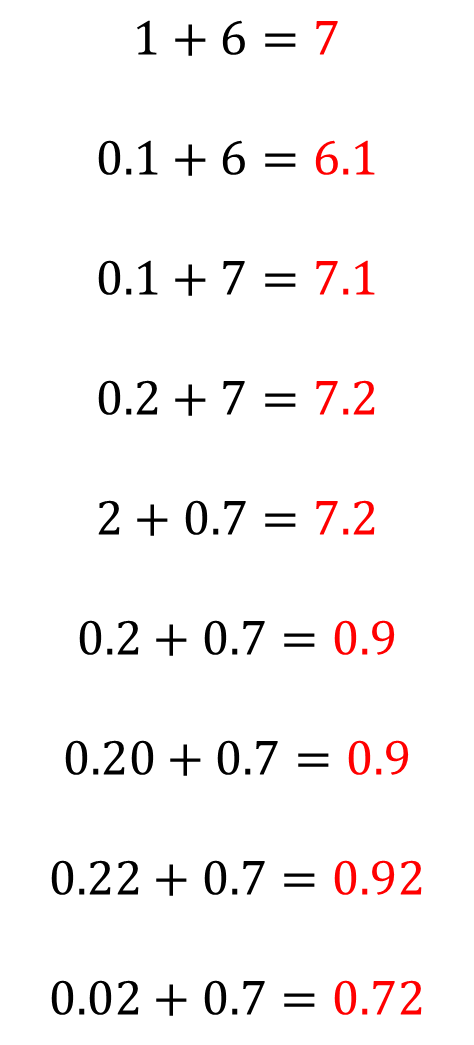 1 + 6 = 7
0.1 + 6 = 6.1
0.1 + 7 = 7.1
0.2 + 7 = 7.2
2 + 0.7 = 7.2
0.2 + 0.7 = 0.9
0.20 + 0.7 = 0.9
0.22 + 0.7 = 0.92
0.02 + 0.7 = 0.72